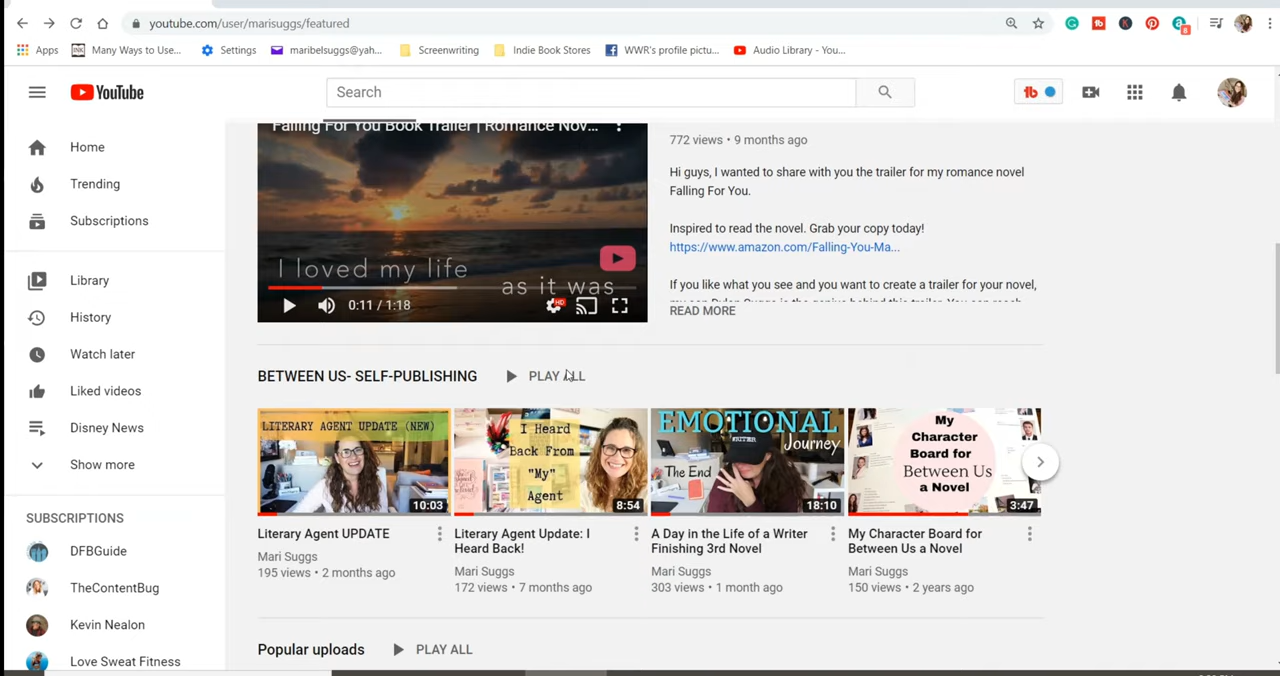 youtube.com/user/marisuggs/featured
Apps
Many Ways to Use...
Settings
maribelsuggs@yah...
Screenwriting
Indie Book Stores
WWR's profile pictu...
Audio Library - You...
YouTube
Search
Home
Trending
Subscriptions
Library
History
Watch later
Liked videos
Disney News
Show more
SUBSCRIPTIONS
DFBGuide
TheContentBug
Kevin Nealon
Love Sweat Fitness
Falling For You Book Trailer | Romance Nov...
I loved my life
as it was
0:11 / 1:18
HD
772 views • 9 months ago
Hi guys, I wanted to share with you the trailer for my romance novel
Falling For You.
Inspired to read the novel. Grab your copy today!
https://www.amazon.com/Falling-You-Ma...
If you like what you see and you want to create a trailer for your novel,
READ MORE
BETWEEN US- SELF-PUBLISHING
PLAY ALL
LITERARY AGENT UPDATE (NEW)
10:03
Literary Agent UPDATE
Mari Suggs
195 views • 2 months ago
I Heard
Back From
"My"
Agent
8:54
Literary Agent Update: I
Heard Back!
Mari Suggs
172 views • 7 months ago
EMOTIONAL
Journey
#RITER
The End
18:10
A Day in the Life of a Writer
Finishing 3rd Novel
Mari Suggs
303 views • 1 month ago
My
Character
Board for
Between Us
a Novel
3:47
My Character Board for
Between Us a Novel
Mari Suggs
150 views • 2 years ago
Popular uploads
PLAY ALL